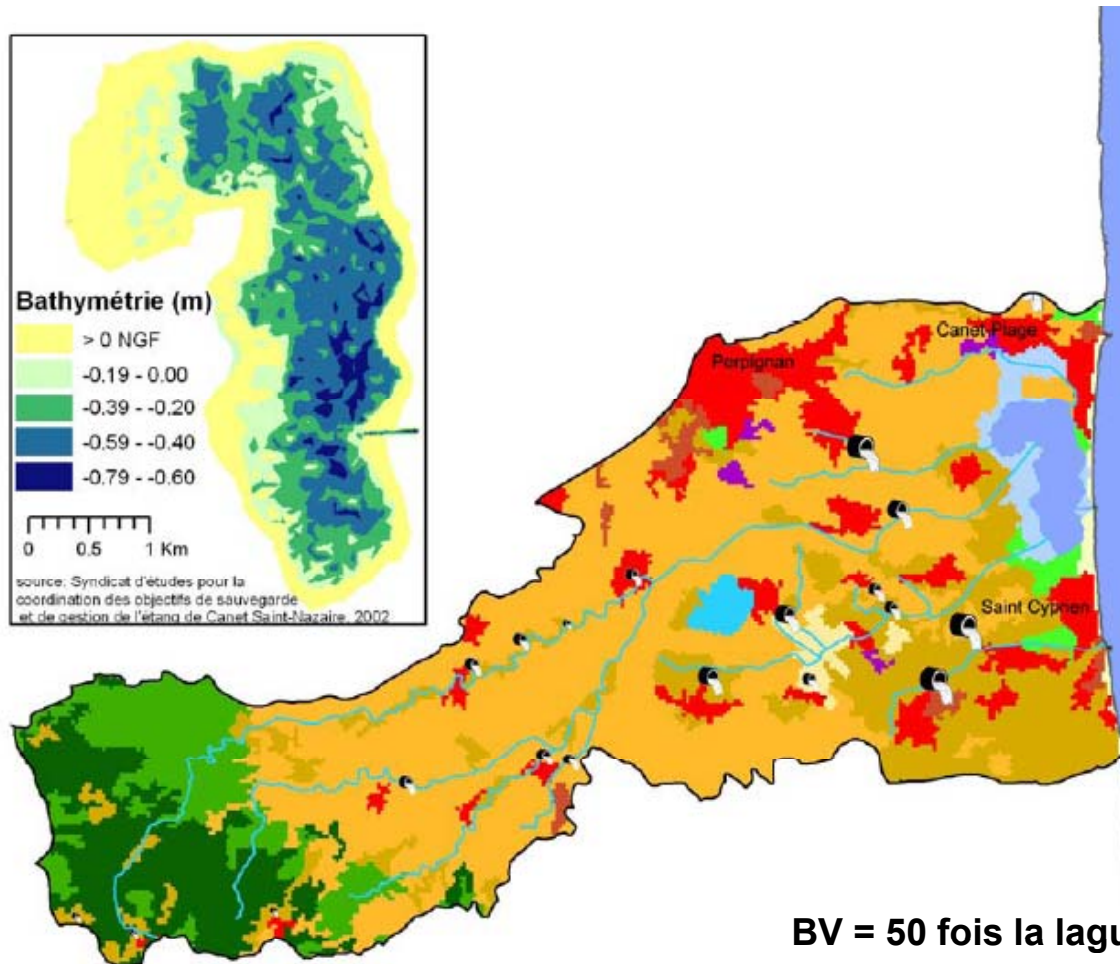 Bathymétrie (m)
> 0 NGF
-0.19 - 0.00
-0.39 - -0.20
-0.59 - -0.40
-0.79 - -0.60
0 0.5 1 Km
source: Syndicat d'études pour la
coordination des objectifs de sauvegarde
et de gestion de l'étang de Canet Saint-Nazaire, 2002
Canet-Plage
Perpignan
Saint Cyprien
BV = 50 fois la lagu